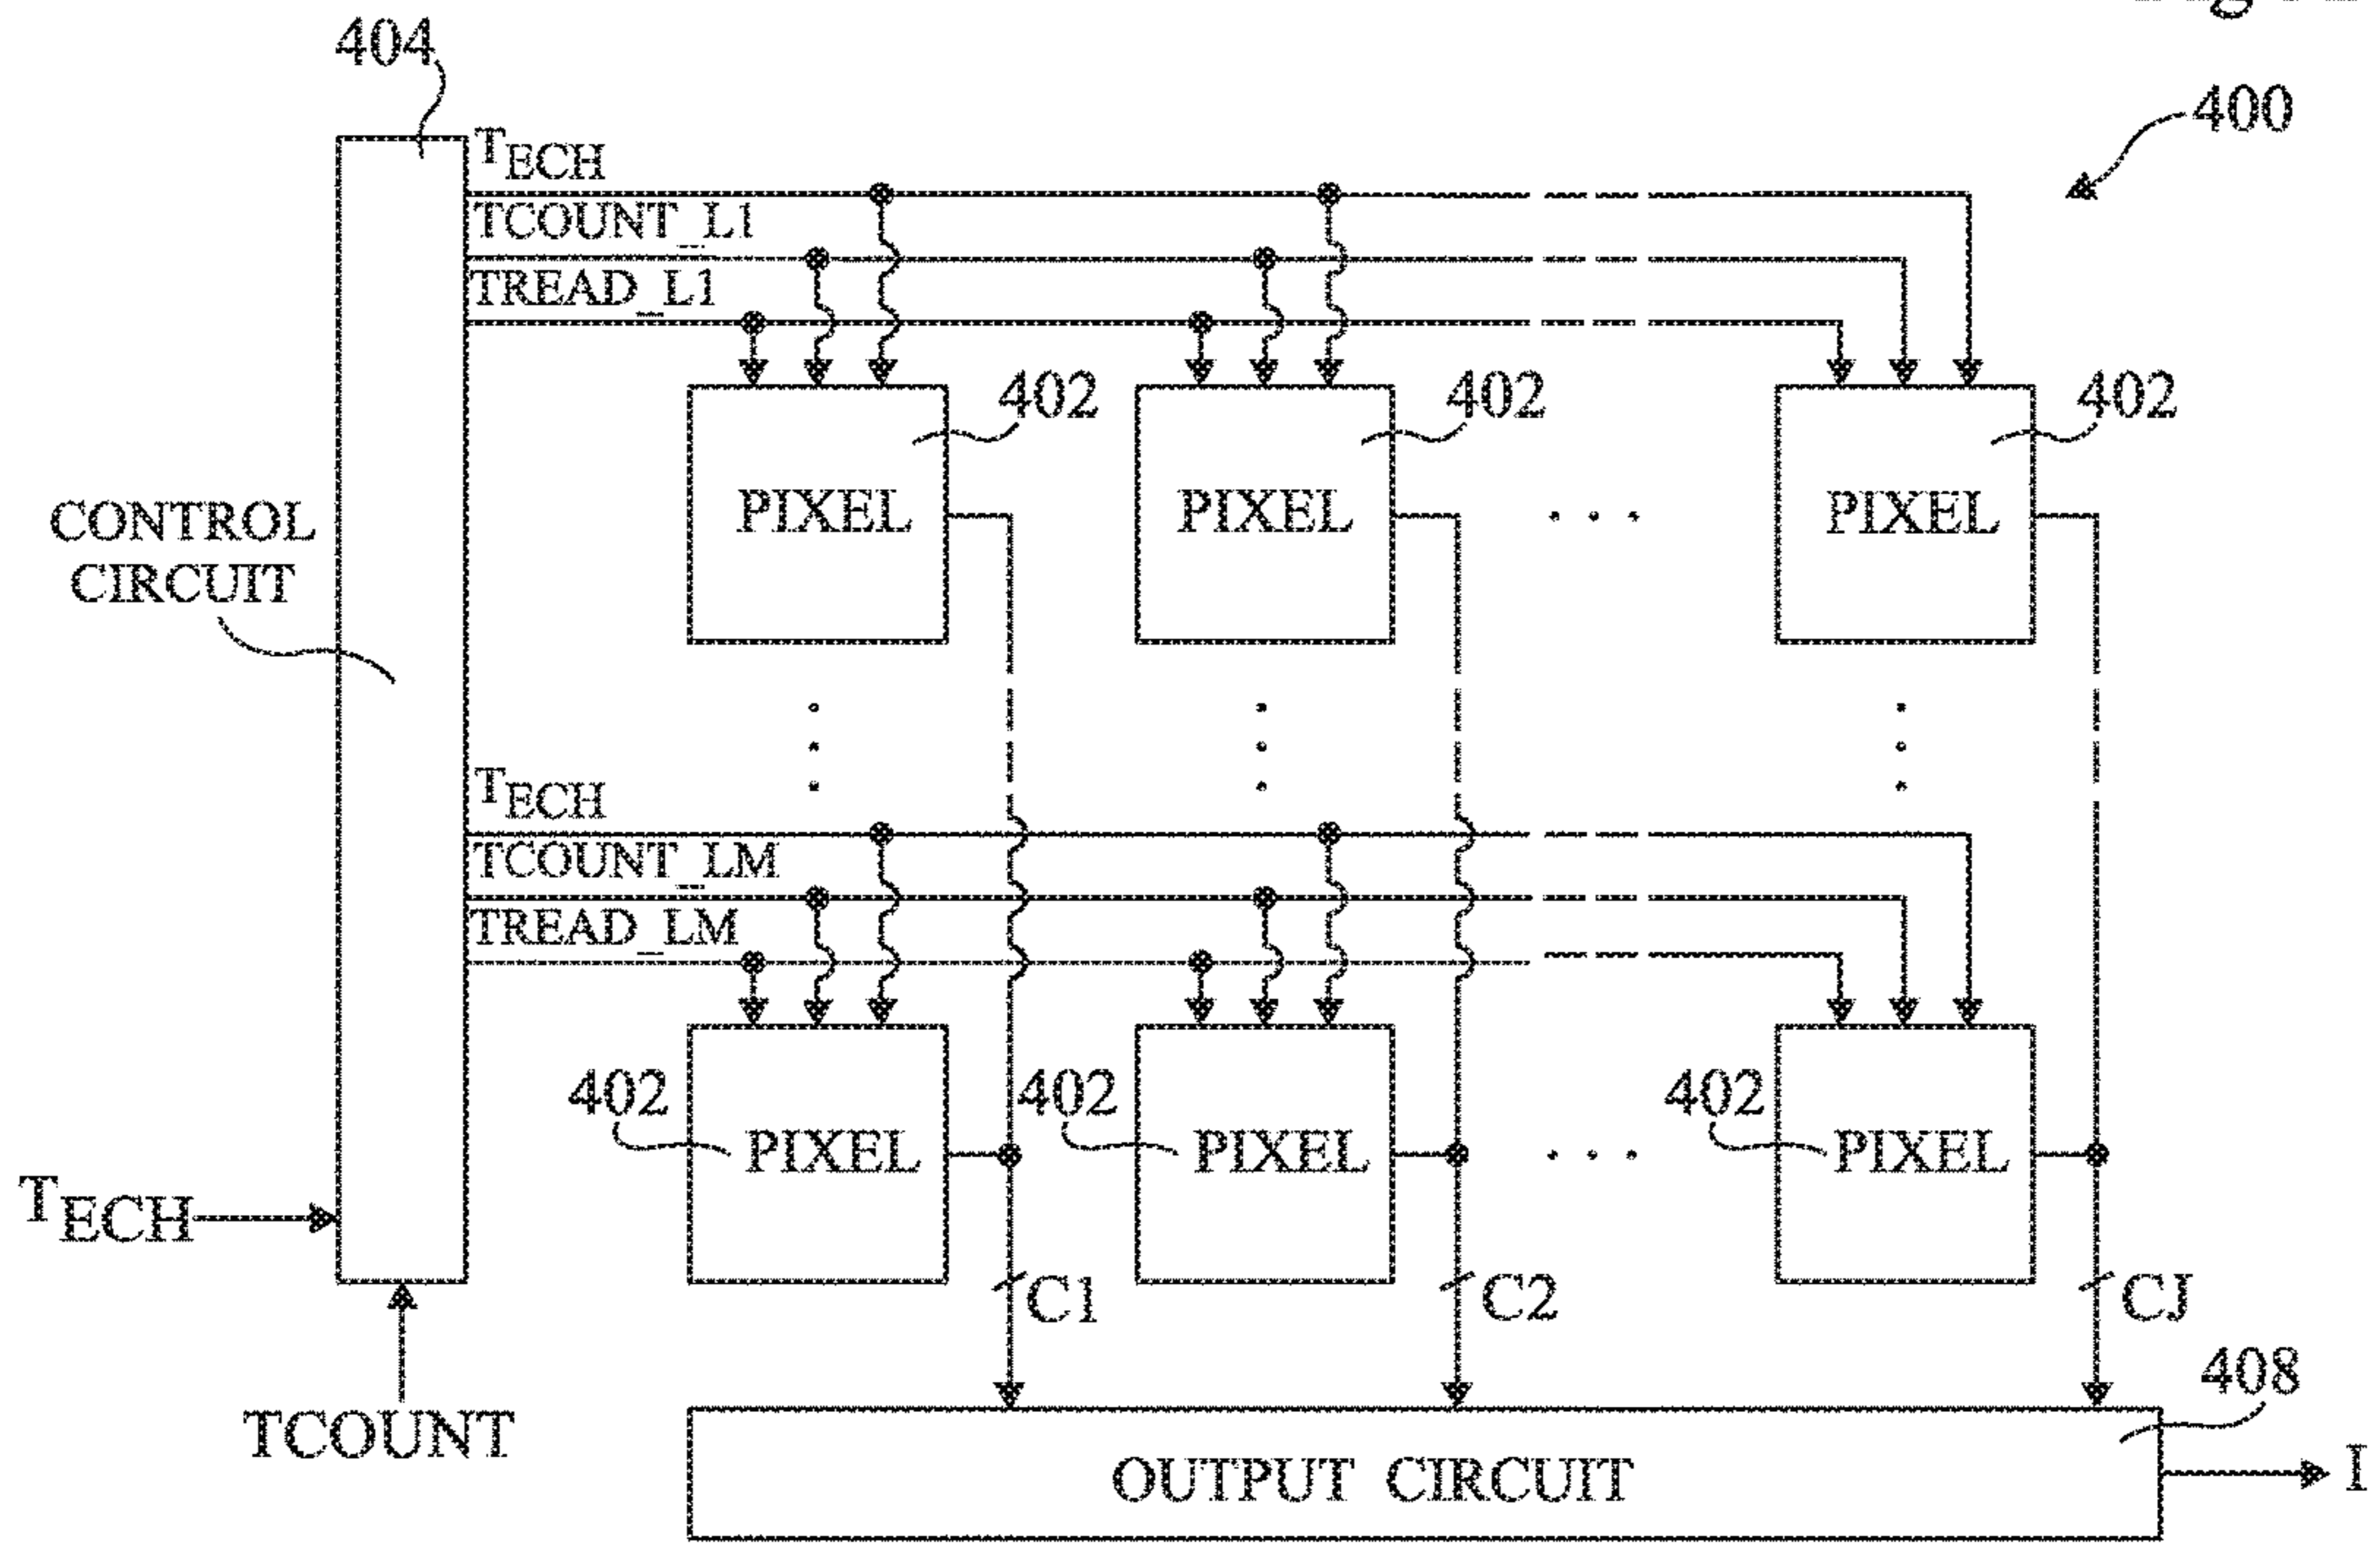 404
400
TECH
TCOUNT_L1
TREAD_L1
402 402 402
PIXEL PIXEL . . . PIXEL
CONTROL
CIRCUIT
TECH
TCOUNT_LM
TREAD_LM
402 402 402
PIXEL PIXEL . . . PIXEL
TECH
C1 C2 CJ
TCOUNT
408
OUTPUT CIRCUIT
I